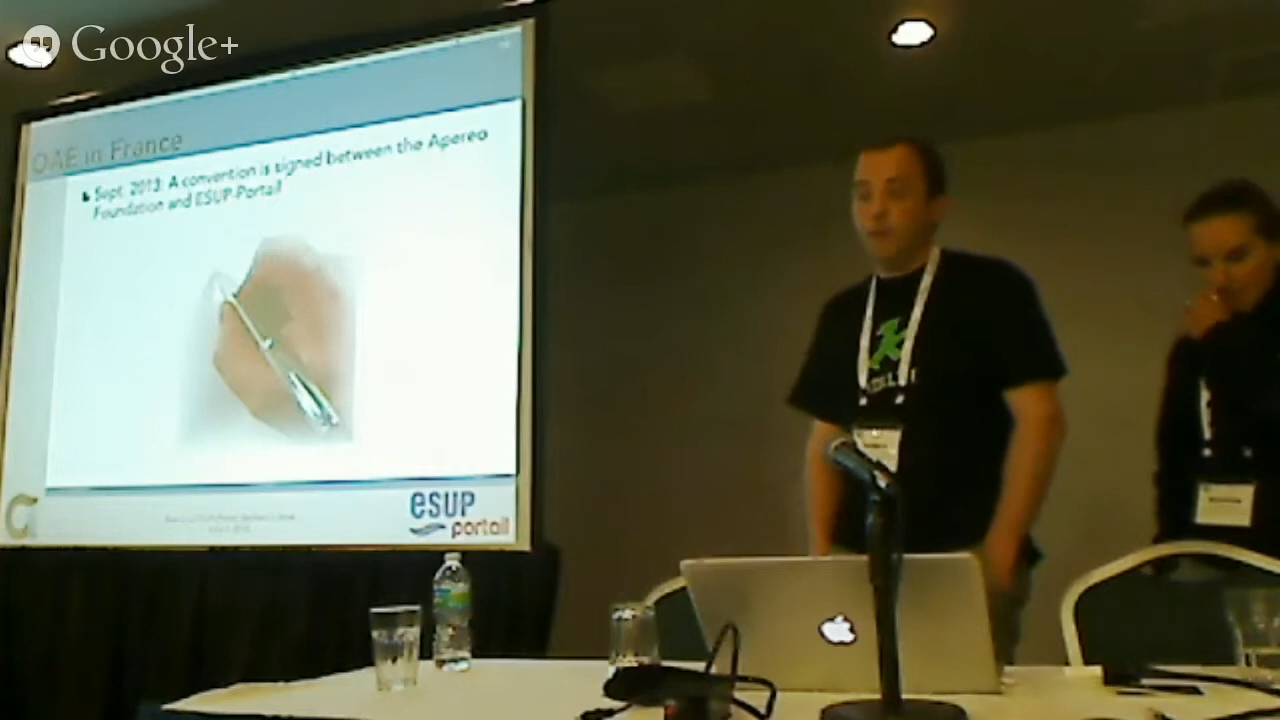 Google+
OAE in France
Sept. 2013: A convention is signed between the Apereo
Foundation and ESUP-Portail
esup
portail